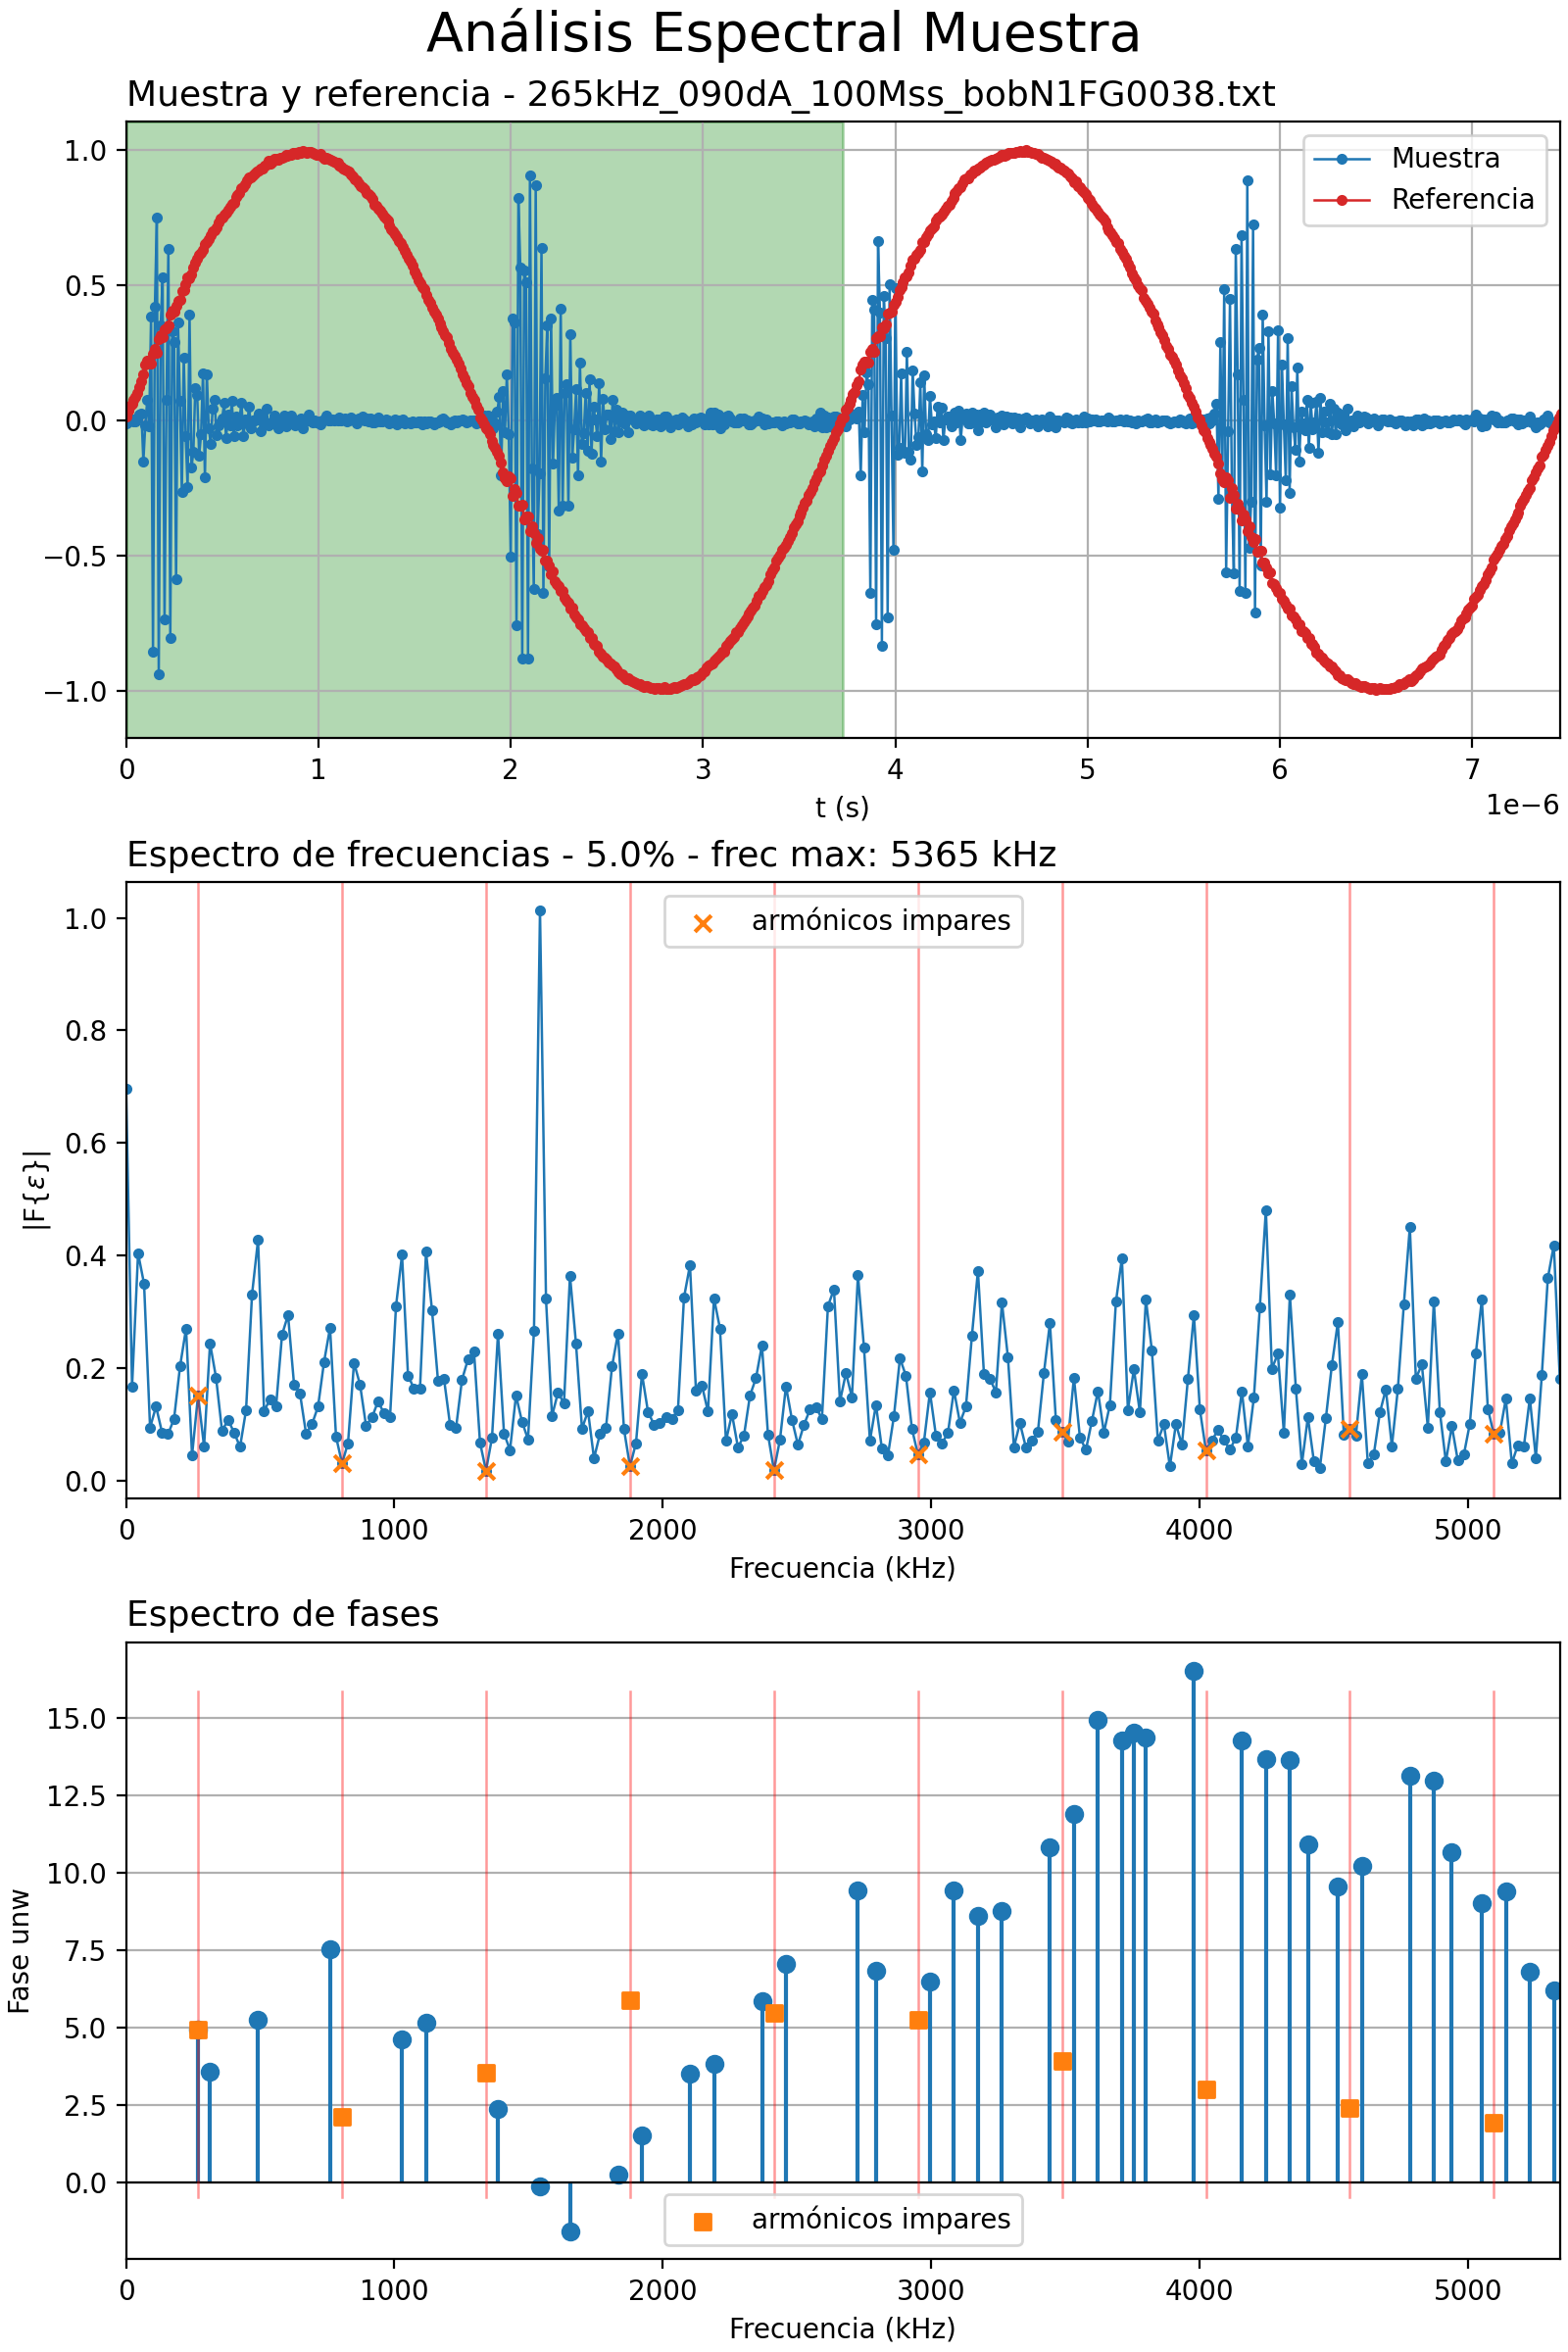 Análisis Espectral Muestra
Muestra y referencia - 265kHz_090dA_100Mss_bobN1FG0038.txt
Muestra
Referencia
1.0
0.5
0.0
−0.5
−1.0
0 1 2 3 4 5 6 7
t (s)
1e−6
Espectro de frecuencias - 5.0% - frec max: 5365 kHz
armónicos impares
|F{ε}|
1.0
0.8
0.6
0.4
0.2
0.0
0 1000 2000 3000 4000 5000
Frecuencia (kHz)
Espectro de fases
Fase unw
15.0
12.5
10.0
7.5
5.0
2.5
0.0
armónicos impares
0 1000 2000 3000 4000 5000
Frecuencia (kHz)